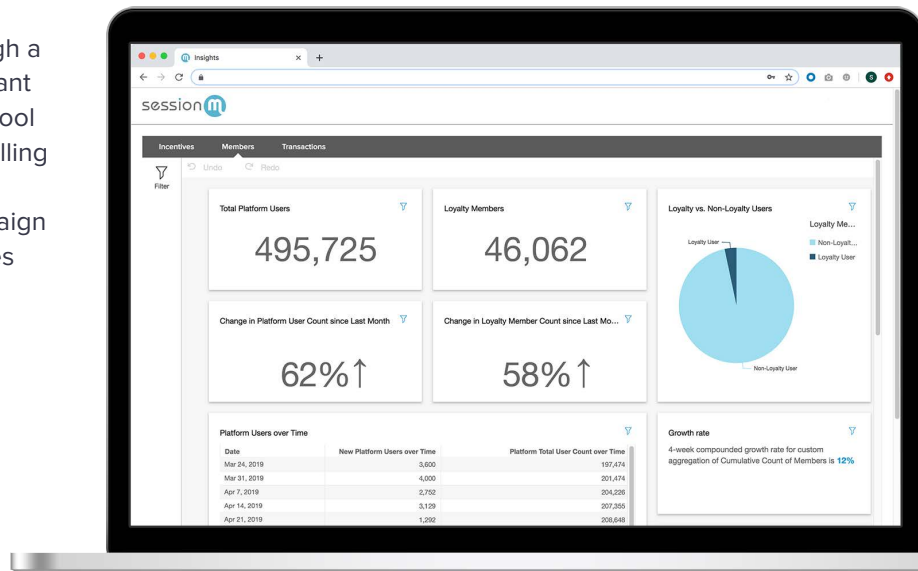 gh a
ant
ool
lling
aign
es
Insights
session m
Incentives Members Transactions
Undo Redo
Filter
Total Platform Users
495,725
Loyalty Members
46,062
Loyalty vs. Non-Loyalty Users
Loyalty Me...
Non-Loyalt...
Loyalty User
Loyalty User
Non-Loyalty User
Change in Platform User Count since Last Month
62%↑
Change in Loyalty Member Count since Last Mo...
58%↑
Platform Users over Time
Date New Platform Users over Time Platform Total User Count over Time
Mar 24, 2019 3,600 197,474
Mar 31, 2019 4,000 201,474
Apr 7, 2019 2,752 204,226
Apr 14, 2019 3,129 207,355
Apr 21, 2019 1,292 208,648
Growth rate
4-week compounded growth rate for custom
aggregation of Cumulative Count of Members is 12%